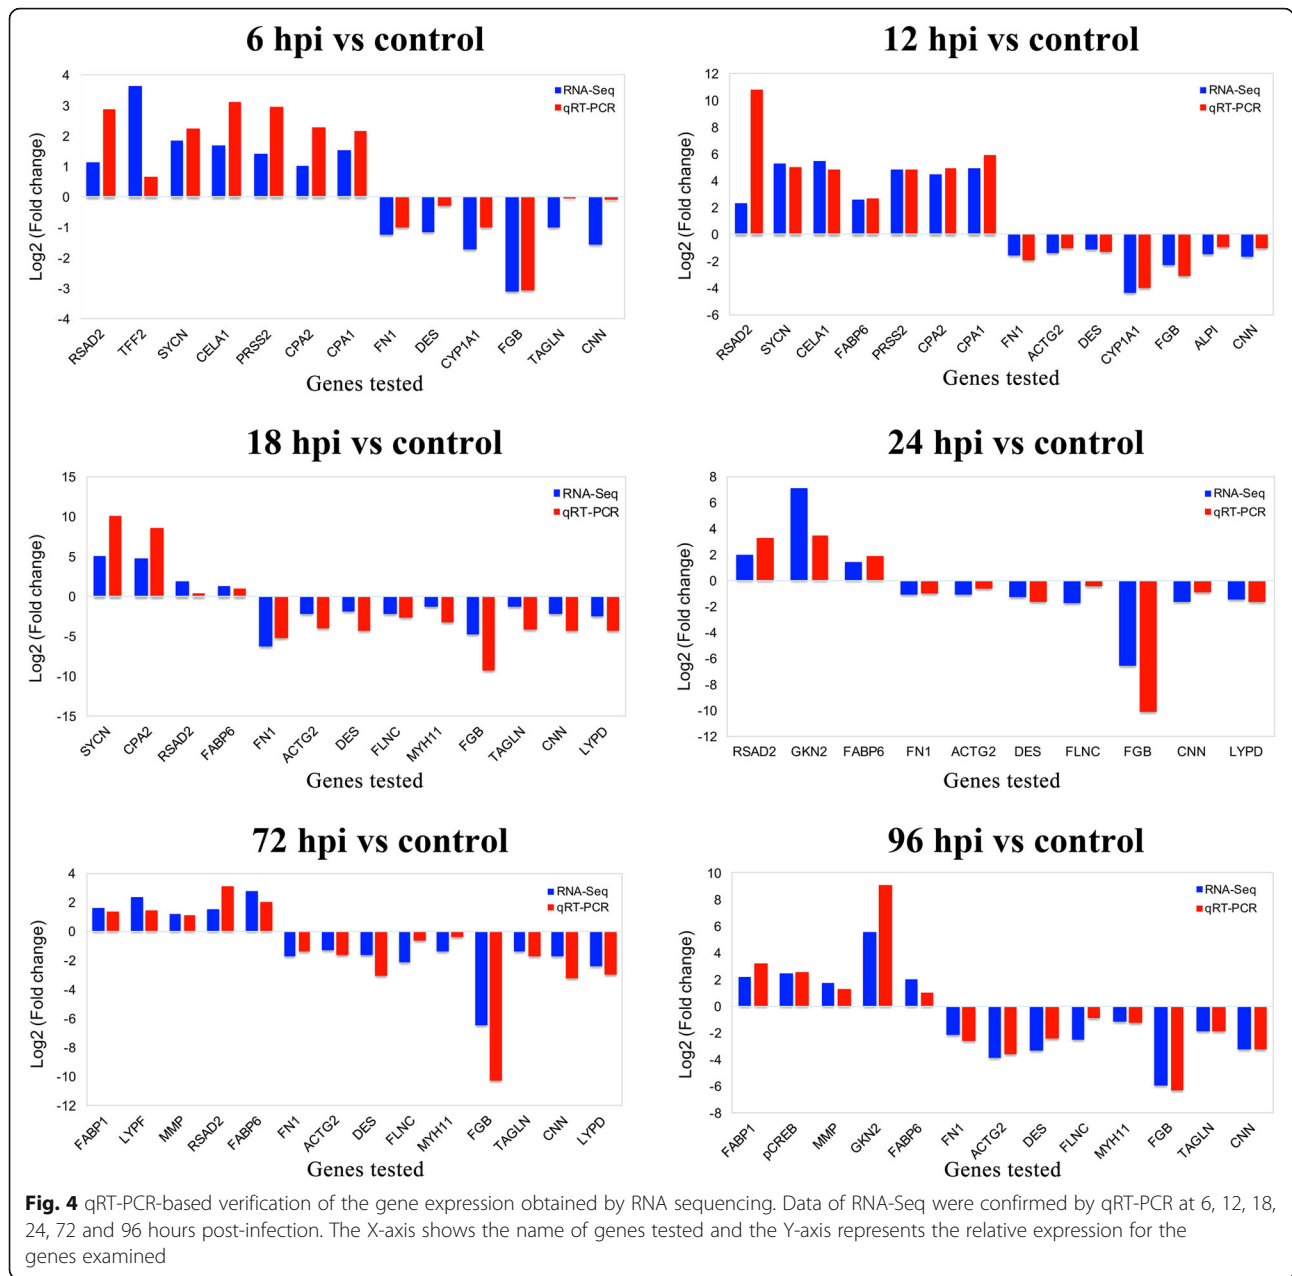 6 hpi vs control
4
3
2
1
0
-1
-2
-3
-4
Log2 (Fold change)
RNA-Seq
qRT-PCR
RSAD2 TFF2 SYCN CELA1 PRSS2 CPA2 CPA1 FN1 DES CYP1A1 FGB TAGLN CNN
Genes tested
12 hpi vs control
12
10
8
6
4
2
0
-2
-4
-6
Log2 (Fold change)
RNA-Seq
qRT-PCR
RSAD2 SYCN CELA1 FABP6 PRSS2 CPA2 CPA1 FN1 ACTG2 DES CYP1A1 FGB ALPI CNN
Genes tested
18 hpi vs control
15
10
5
0
-5
-10
-15
Log2 (Fold change)
RNA-Seq
qRT-PCR
SYCN CPA2 RSAD2 FABP6 FN1 ACTG2 DES FLNC MYH11 FGB TAGLN CNN LYPD
Genes tested
24 hpi vs control
8
6
4
2
0
-2
-4
-6
-8
-10
-12
Log2 (Fold change)
RNA-Seq
qRT-PCR
RSAD2 GKN2 FABP6 FN1 ACTG2 DES FLNC FGB CNN LYPD
Genes tested
72 hpi vs control
4
2
0
-2
-4
-6
-8
-10
-12
Log2 (Fold change)
RNA-Seq
qRT-PCR
FABP1 LYPF MMP RSAD2 FABP6 FN1 ACTG2 DES FLNC MYH11 FGB TAGLN CNN LYPD
Genes tested
96 hpi vs control
10
8
6
4
2
0
-2
-4
-6
-8
Log2 (Fold change)
RNA-Seq
qRT-PCR
FABP1 pCREB MMP GKN2 FABP6 FN1 ACTG2 DES FLNC MYH11 FGB TAGLN CNN
Genes tested
Fig. 4 qRT-PCR-based verification of the gene expression obtained by RNA sequencing. Data of RNA-Seq were confirmed by qRT-PCR at 6, 12, 18,
24, 72 and 96 hours post-infection. The X-axis shows the name of genes tested and the Y-axis represents the relative expression for the
genes examined